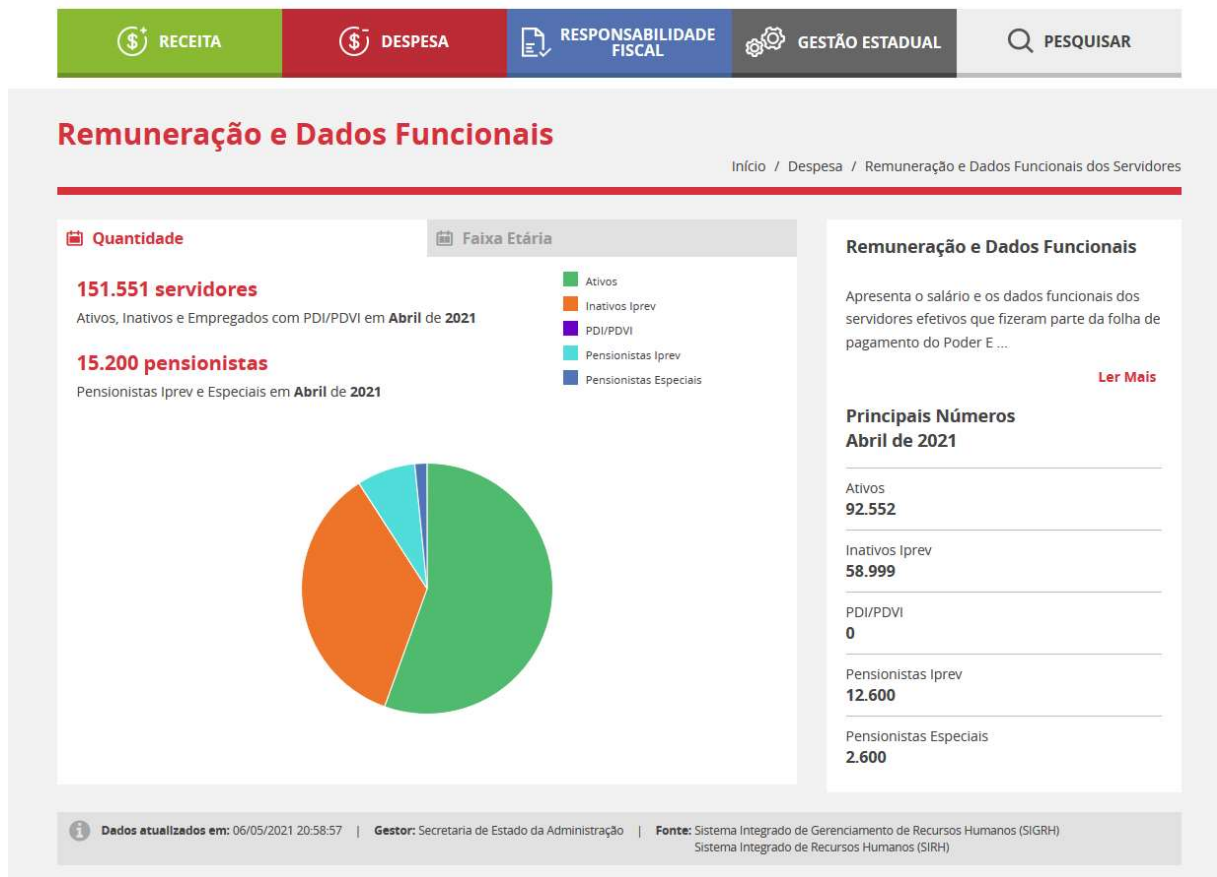 RECEITA
DESPESA
RESPONSABILIDADE
FISCAL
GESTÃO ESTADUAL
PESQUISAR
Remuneração e Dados Funcionais
Início / Despesa / Remuneração e Dados Funcionais dos Servidores
Quantidade
Faixa Etária
151.551 servidores
Ativos, Inativos e Empregados com PDI/PDVI em Abril de 2021
15.200 pensionistas
Pensionistas Iprev e Especiais em Abril de 2021
Ativos
Inativos Iprev
PDI/PDVI
Pensionistas Iprev
Pensionistas Especiais
Remuneração e Dados Funcionais
Apresenta o salário e os dados funcionais dos
servidores efetivos que fizeram parte da folha de
pagamento do Poder E ...
Ler Mais
Principais Números
Abril de 2021
Ativos
92.552
Inativos Iprev
58.999
PDI/PDVI
0
Pensionistas Iprev
12.600
Pensionistas Especiais
2.600
Dados atualizados em: 06/05/2021 20:58:57 | Gestor: Secretaria de Estado da Administração | Fonte: Sistema Integrado de Gerenciamento de Recursos Humanos (SIGRH)
Sistema Integrado de Recursos Humanos (SIRH)